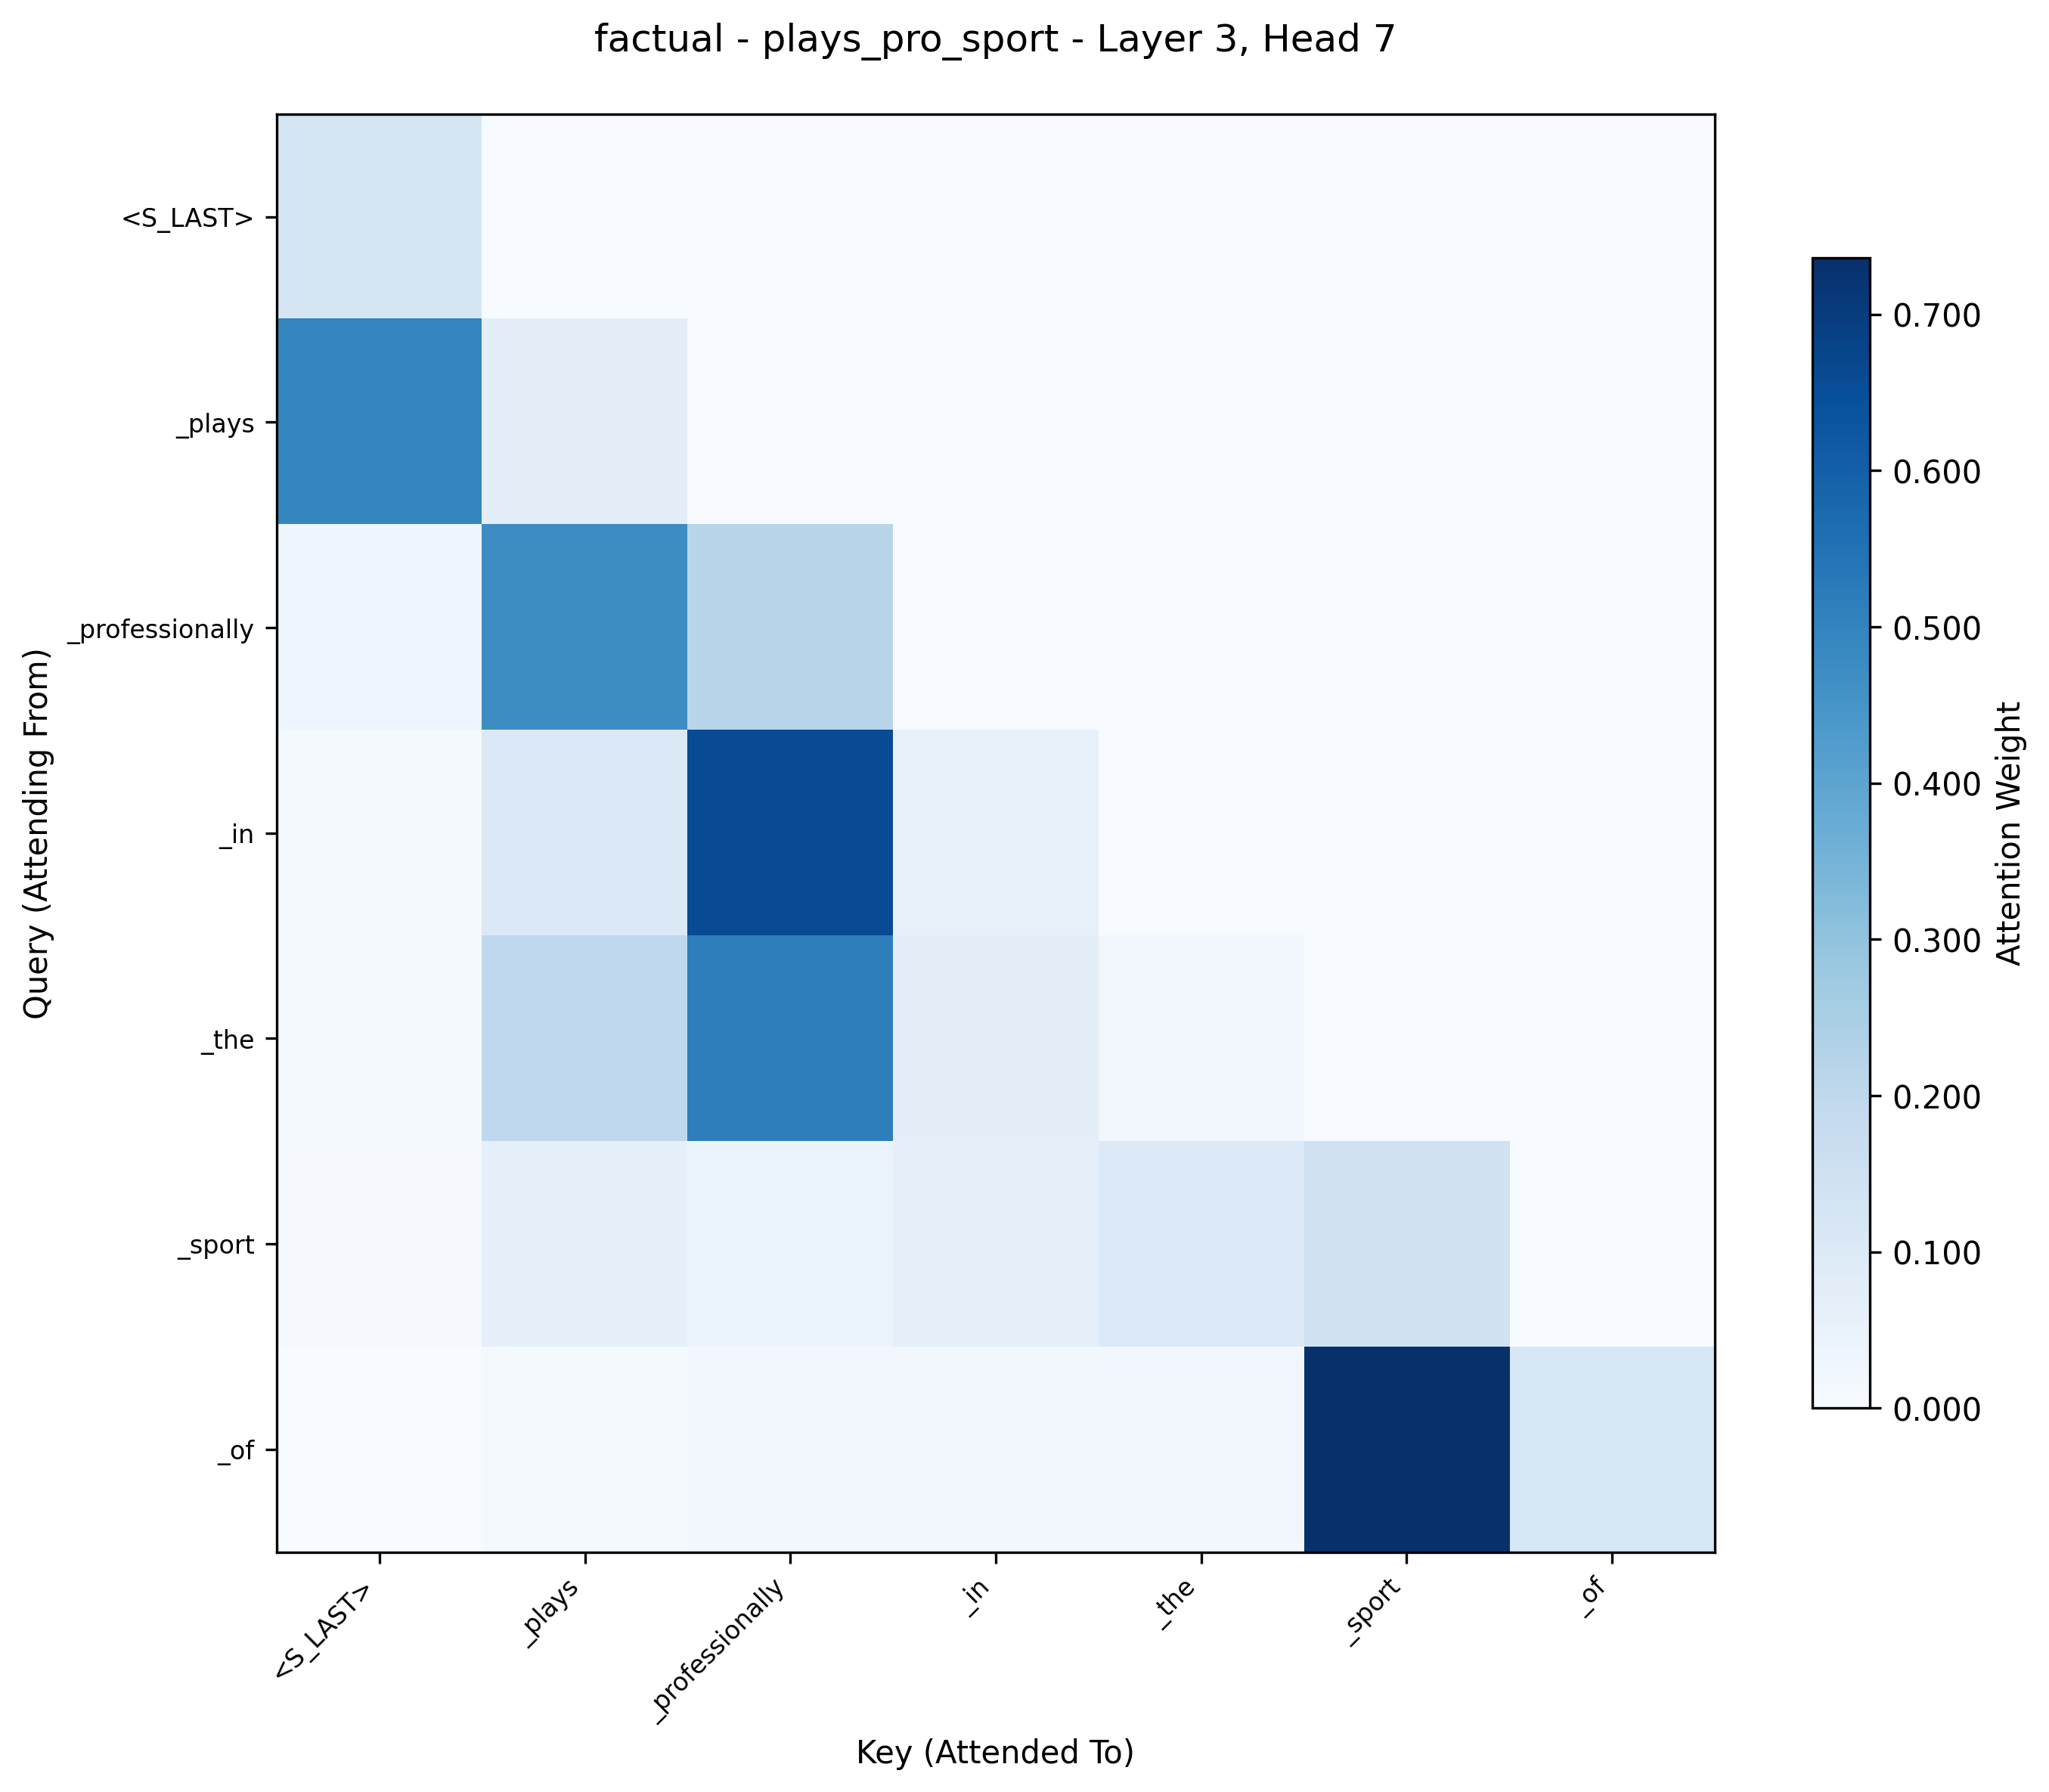 factual - plays_pro_sport - Layer 3, Head 7
Query (Attending From)
<S_LAST>
_plays
_professionally
_in
_the
_sport
_of
<S_LAST>
_plays
_professionally
_in
_the
_sport
_of
Key (Attended To)
0.700
0.600
0.500
0.400
0.300
0.200
0.100
0.000
Attention Weight